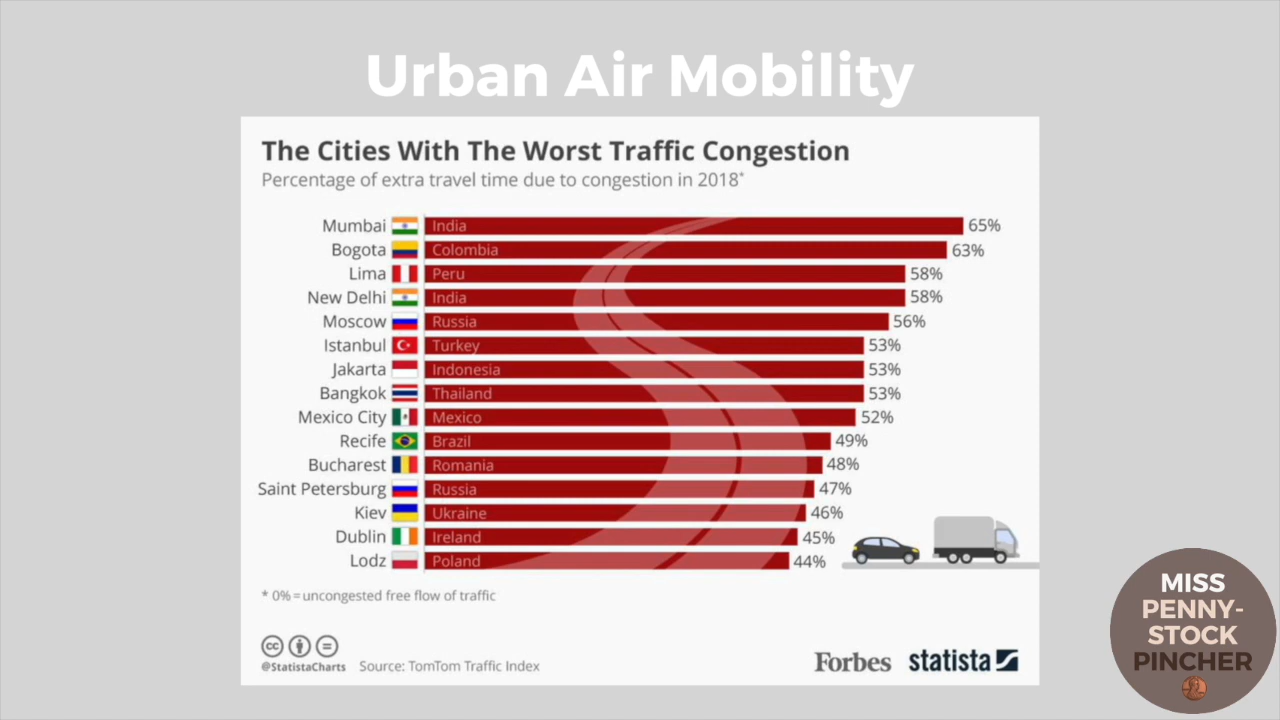 Urban Air Mobility
The Cities With The Worst Traffic Congestion
Percentage of extra travel time due to congestion in 2018*
Mumbai India 65%
Bogota Colombia 63%
Lima Peru 58%
New Delhi India 58%
Moscow Russia 56%
Istanbul Turkey 53%
Jakarta Indonesia 53%
Bangkok Thailand 53%
Mexico City Mexico 52%
Recife Brazil 49%
Bucharest Romania 48%
Saint Petersburg Russia 47%
Kiev Ukraine 46%
Dublin Ireland 45%
Lodz Poland 44%
* 0% = uncongested free flow of traffic
cc
@StatistaCharts Source: TomTom Traffic Index
Forbes statista
MISS
PENNY-
STOCK
PINCHER